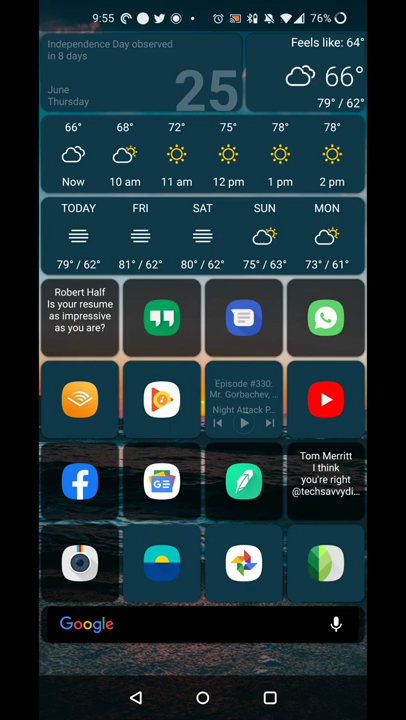 9:55
76%
Independence Day observed
in 8 days
June
Thursday
25
Feels like: 64°
66°
79° / 62°
66° 68° 72° 75° 78° 78°
Now 10 am 11 am 12 pm 1 pm 2 pm
TODAY FRI SAT SUN MON
79° / 62° 81° / 62° 80° / 62° 75° / 63° 73° / 61°
Robert Half
Is your resume
as impressive
as you are?
Episode #330:
Mr. Gorbachev, ...
Night Attack P...
GE
Tom Merritt
I think
you're right
@techsavvydi...
Google